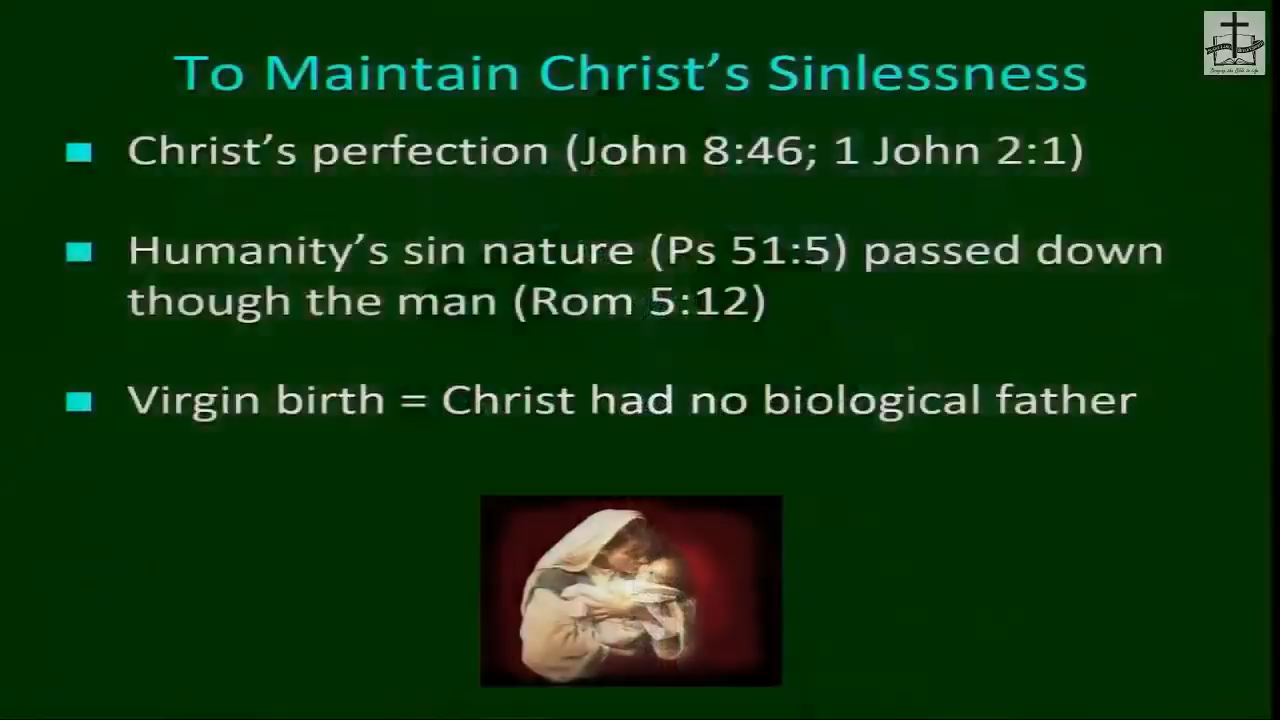 To Maintain Christ's Sinlessness
Christ's perfection (John 8:46; 1 John 2:1)
Humanity's sin nature (Ps 51:5) passed down
though the man (Rom 5:12)
Virgin birth = Christ had no biological father